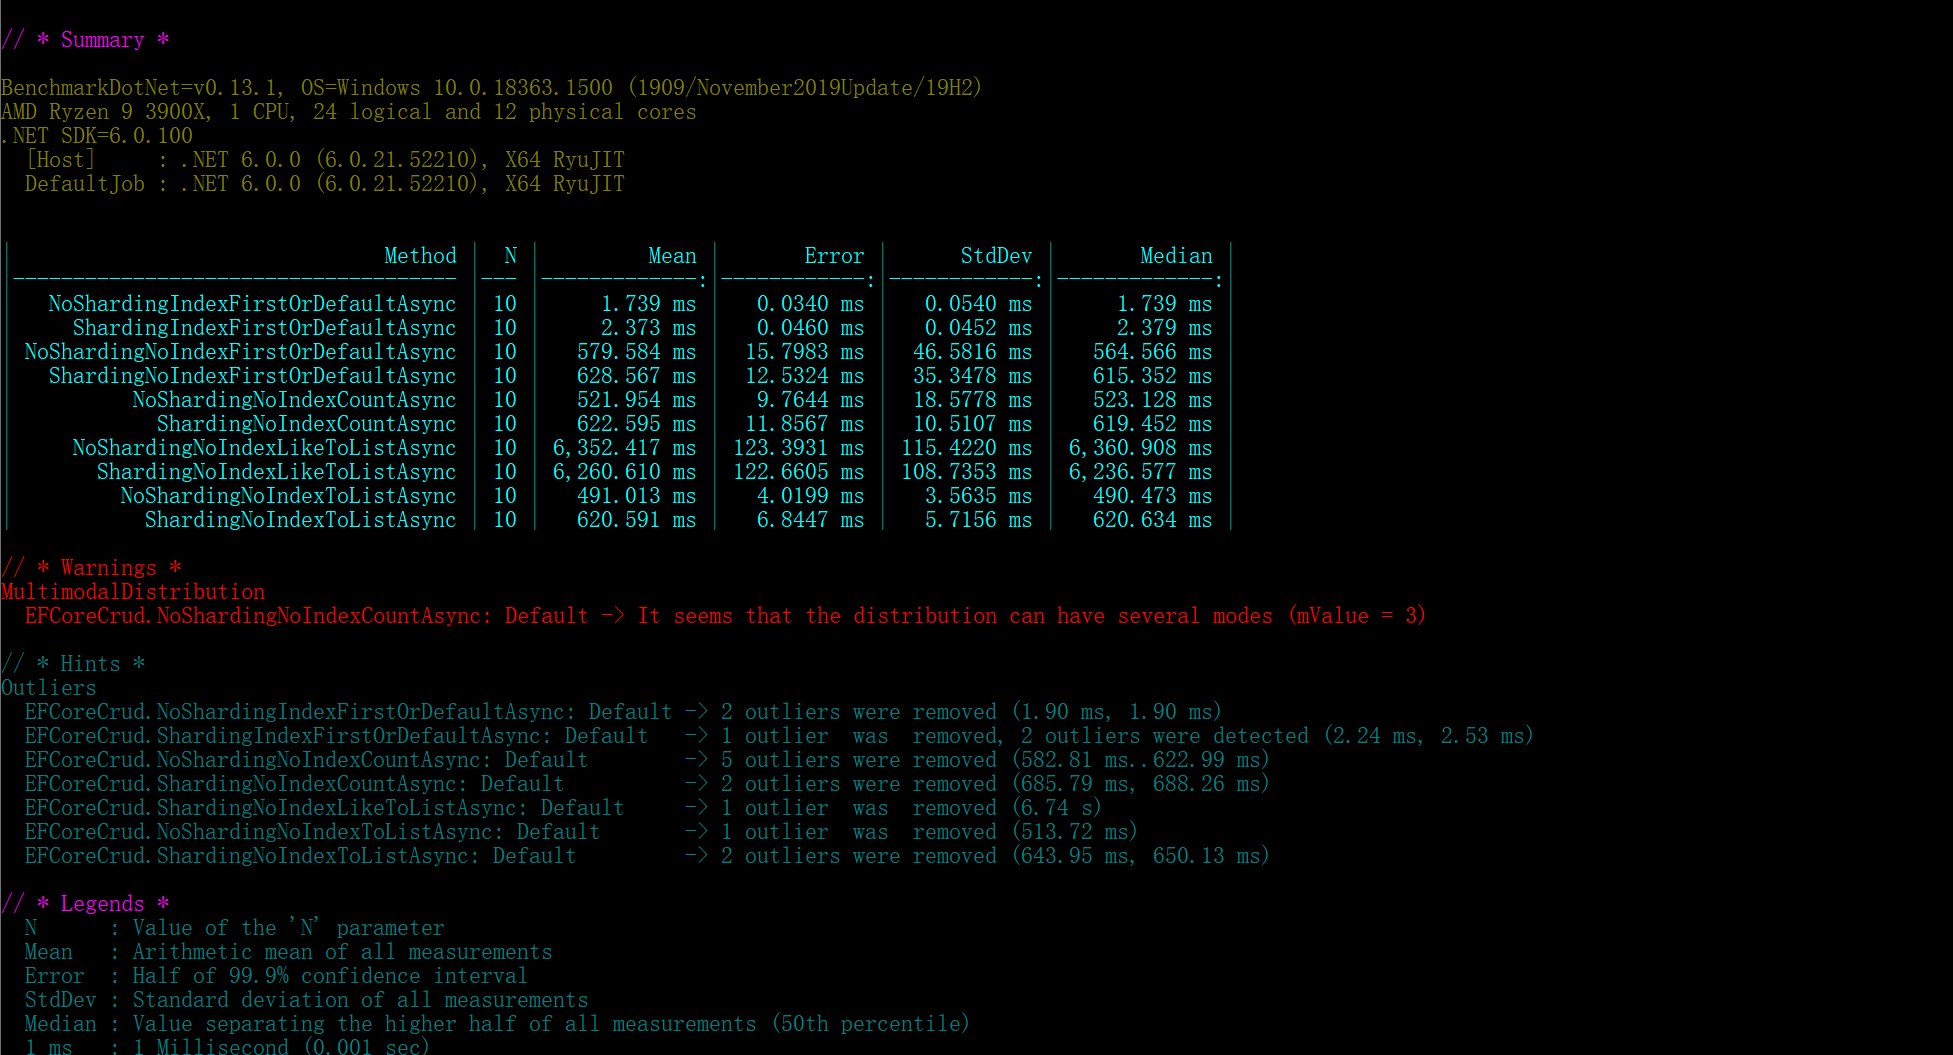 // * Summary *
BenchmarkDotNet=v0.13.1, OS=Windows 10.0.18363.1500 (1909/November2019Update/19H2)
AMD Ryzen 9 3900X, 1 CPU, 24 logical and 12 physical cores
.NET SDK=6.0.100
  [Host]     : .NET 6.0.0 (6.0.21.52210), X64 RyuJIT
  DefaultJob : .NET 6.0.0 (6.0.21.52210), X64 RyuJIT
|                                Method |  N |         Mean |       Error |      StdDev |       Median |
|-------------------------------------- |--- |-------------:|------------:|------------:|-------------:|
|   NoShardingIndexFirstOrDefaultAsync | 10 |     1.739 ms |   0.0340 ms |   0.0540 ms |     1.739 ms |
|     ShardingIndexFirstOrDefaultAsync | 10 |     2.373 ms |   0.0460 ms |   0.0452 ms |     2.379 ms |
| NoShardingNoIndexFirstOrDefaultAsync | 10 |   579.584 ms |  15.7983 ms |  46.5816 ms |   564.566 ms |
|   ShardingNoIndexFirstOrDefaultAsync | 10 |   628.567 ms |  12.5324 ms |  35.3478 ms |   615.352 ms |
|          NoShardingNoIndexCountAsync | 10 |   521.954 ms |   9.7644 ms |  18.5778 ms |   523.128 ms |
|            ShardingNoIndexCountAsync | 10 |   622.595 ms |  11.8567 ms |  10.5107 ms |   619.452 ms |
|     NoShardingNoIndexLikeToListAsync | 10 | 6,352.417 ms | 123.3931 ms | 115.4220 ms | 6,360.908 ms |
|       ShardingNoIndexLikeToListAsync | 10 | 6,260.610 ms | 122.6605 ms | 108.7353 ms | 6,236.577 ms |
|         NoShardingNoIndexToListAsync | 10 |   491.013 ms |   4.0199 ms |   3.5635 ms |   490.473 ms |
|           ShardingNoIndexToListAsync | 10 |   620.591 ms |   6.8447 ms |   5.7156 ms |   620.634 ms |
// * Warnings *
MultimodalDistribution
  EFCoreCrud.NoShardingNoIndexCountAsync: Default -> It seems that the distribution can have several modes (mValue = 3)
// * Hints *
Outliers
  EFCoreCrud.NoShardingIndexFirstOrDefaultAsync: Default -> 2 outliers were removed (1.90 ms, 1.90 ms)
  EFCoreCrud.ShardingIndexFirstOrDefaultAsync: Default   -> 1 outlier  was  removed, 2 outliers were detected (2.24 ms, 2.53 ms)
  EFCoreCrud.NoShardingNoIndexCountAsync: Default        -> 5 outliers were removed (582.81 ms..622.99 ms)
  EFCoreCrud.ShardingNoIndexCountAsync: Default          -> 2 outliers were removed (685.79 ms, 688.26 ms)
  EFCoreCrud.ShardingNoIndexLikeToListAsync: Default     -> 1 outlier  was  removed (6.74 s)
  EFCoreCrud.NoShardingNoIndexToListAsync: Default       -> 1 outlier  was  removed (513.72 ms)
  EFCoreCrud.ShardingNoIndexToListAsync: Default         -> 2 outliers were removed (643.95 ms, 650.13 ms)
// * Legends *
  N      : Value of the 'N' parameter
  Mean   : Arithmetic mean of all measurements
  Error  : Half of 99.9% confidence interval
  StdDev : Standard deviation of all measurements
  Median : Value separating the higher half of all measurements (50th percentile)
  1 ms   : 1 Millisecond (0.001 sec)